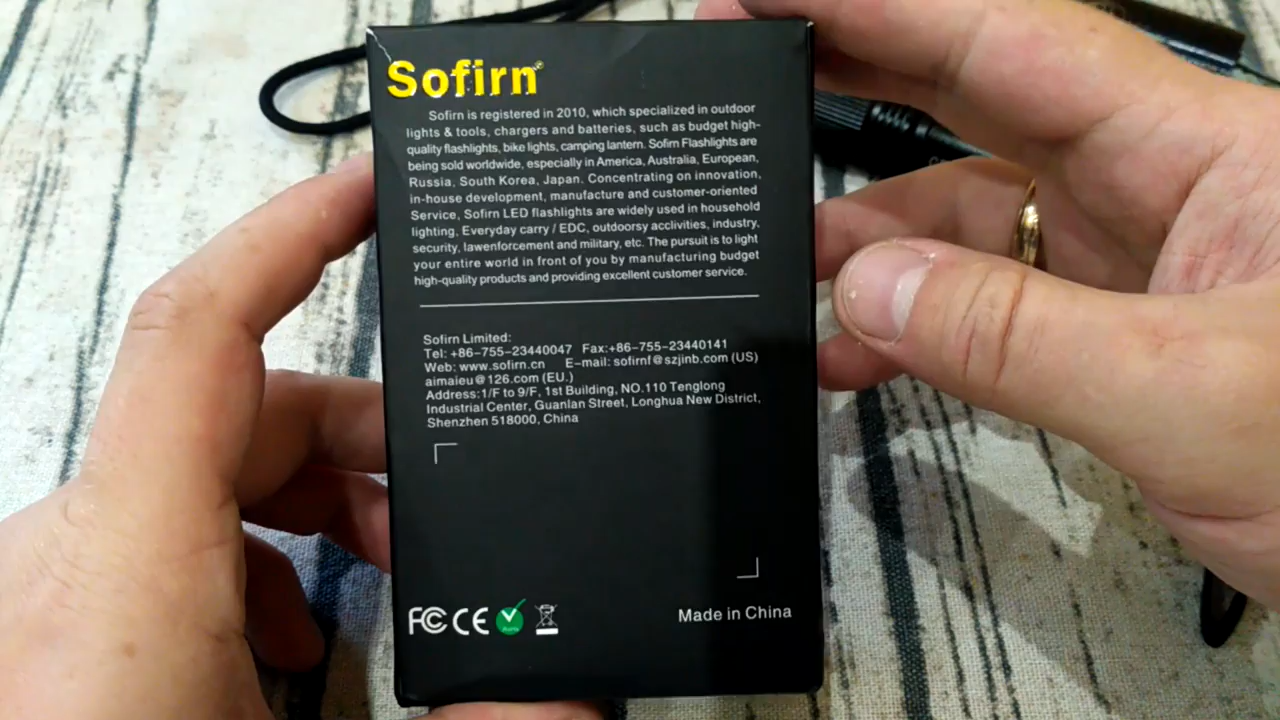 Sofirn
Sofirn is registered in 2010, which specialized in outdoor
lights & tools, chargers and batteries, such as budget high-
quality flashlights, bike lights, camping lantern. Sofirn Flashlights are
being sold worldwide, especially in America, Australia, European,
Russia, South Korea, Japan. Concentrating on innovation,
in-house development, manufacture and customer-oriented
Service, Sofirn LED flashlights are widely used in household
lighting, Everyday carry / EDC, outdoorsy acclivities, industry,
security, lawenforcement and military, etc. The pursuit is to light
your entire world in front of you by manufacturing budget
high-quality products and providing excellent customer service.
Sofirn Limited:
Tel: +86-755-23440047 Fax:+86-755-23440141
Web: www.sofirn.cn E-mail: sofirnf@szjinb.com (US)
aimaieu@126.com (EU.)
Address:1/F to 9/F, 1st Building, NO.110 Tenglong
Industrial Center, Guanlan Street, Longhua New District,
Shenzhen 518000, China
FC CE
Made in China